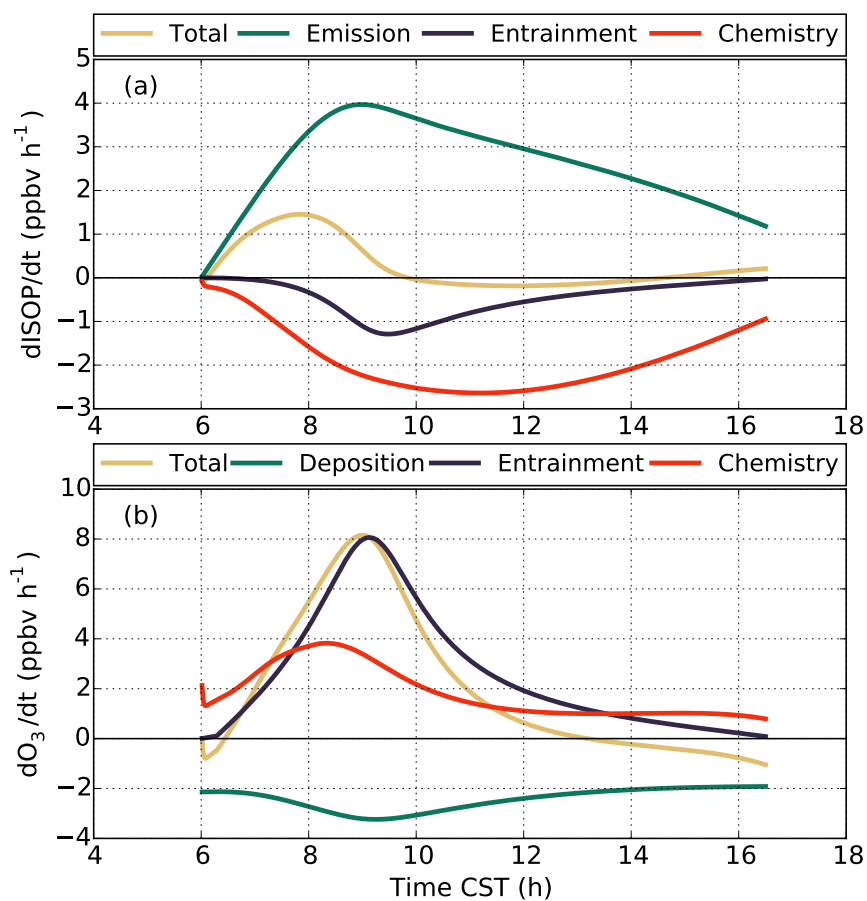 Total Emission Entrainment Chemistry
(a)
dISOP/dt (ppbv h⁻¹)
5
4
3
2
1
0
−1
−2
−3
4 6 8 10 12 14 16 18
Total Deposition Entrainment Chemistry
(b)
dO₃/dt (ppbv h⁻¹)
10
8
6
4
2
0
−2
−4
4 6 8 10 12 14 16 18
Time CST (h)